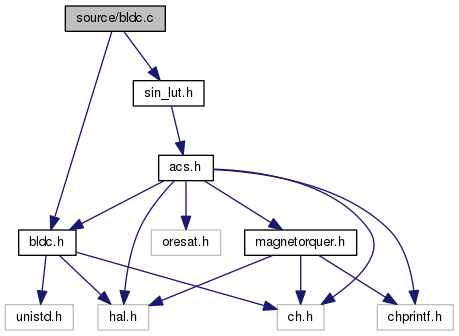 source/bldc.c
sin_lut.h
acs.h
bldc.h
oresat.h
magnetorquer.h
unistd.h
hal.h
ch.h
chprintf.h